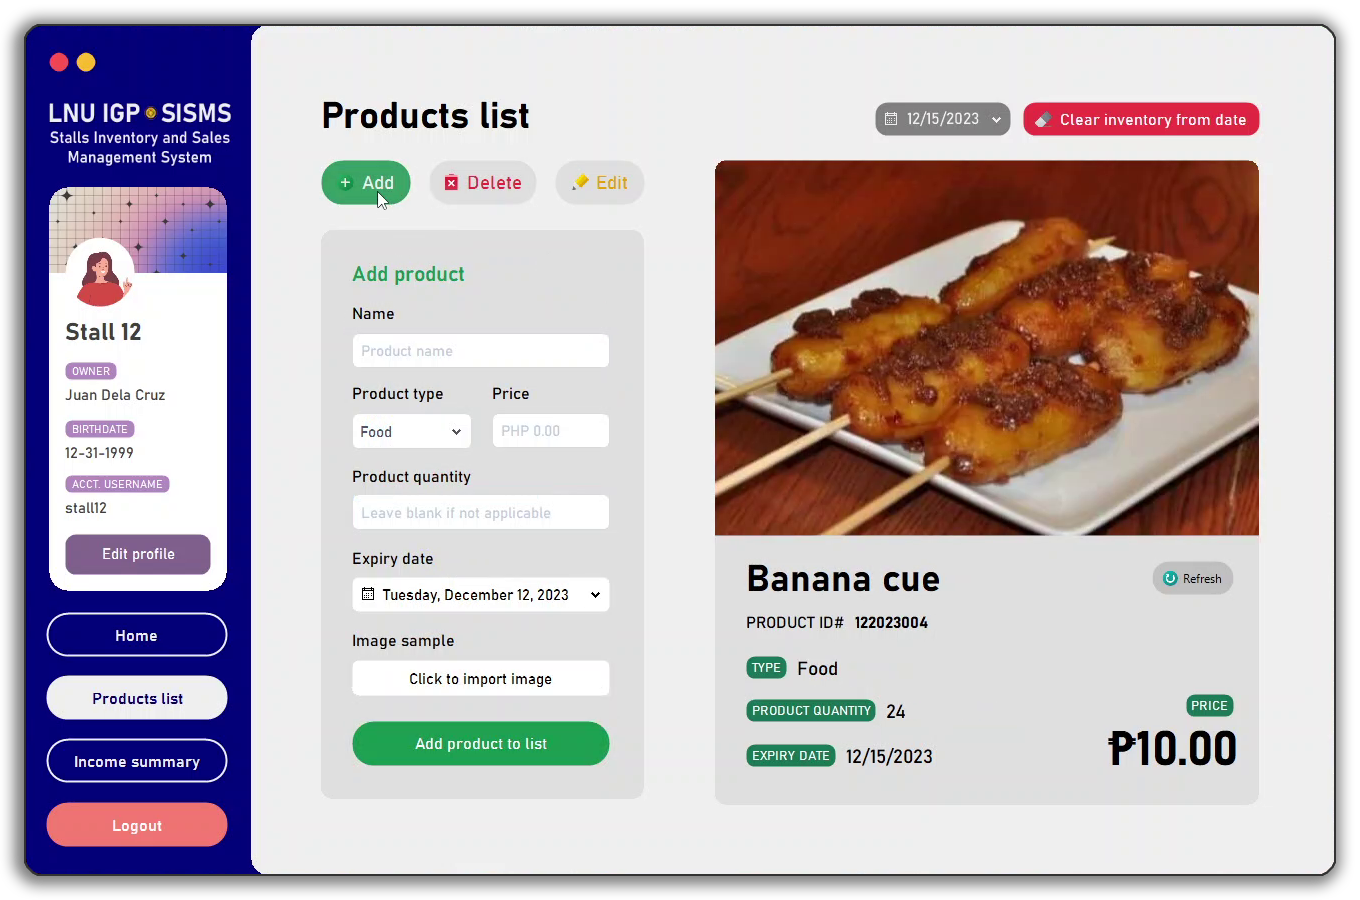 LNU IGP SISMS
Stalls Inventory and Sales
Management System
Stall 12
OWNER
Juan Dela Cruz
BIRTHDATE
12-31-1999
ACCT. USERNAME
stall12
Edit profile
Home
Products list
Income summary
Logout
Products list
12/15/2023
Clear inventory from date
Add
Delete
Edit
Add product
Name
Product name
Product type
Price
Food
PHP 0.00
Product quantity
Leave blank if not applicable
Expiry date
Tuesday, December 12, 2023
Image sample
Click to import image
Add product to list
Banana cue
Refresh
PRODUCT ID# 122023004
TYPE Food
PRODUCT QUANTITY 24
EXPIRY DATE 12/15/2023
PRICE
₱10.00